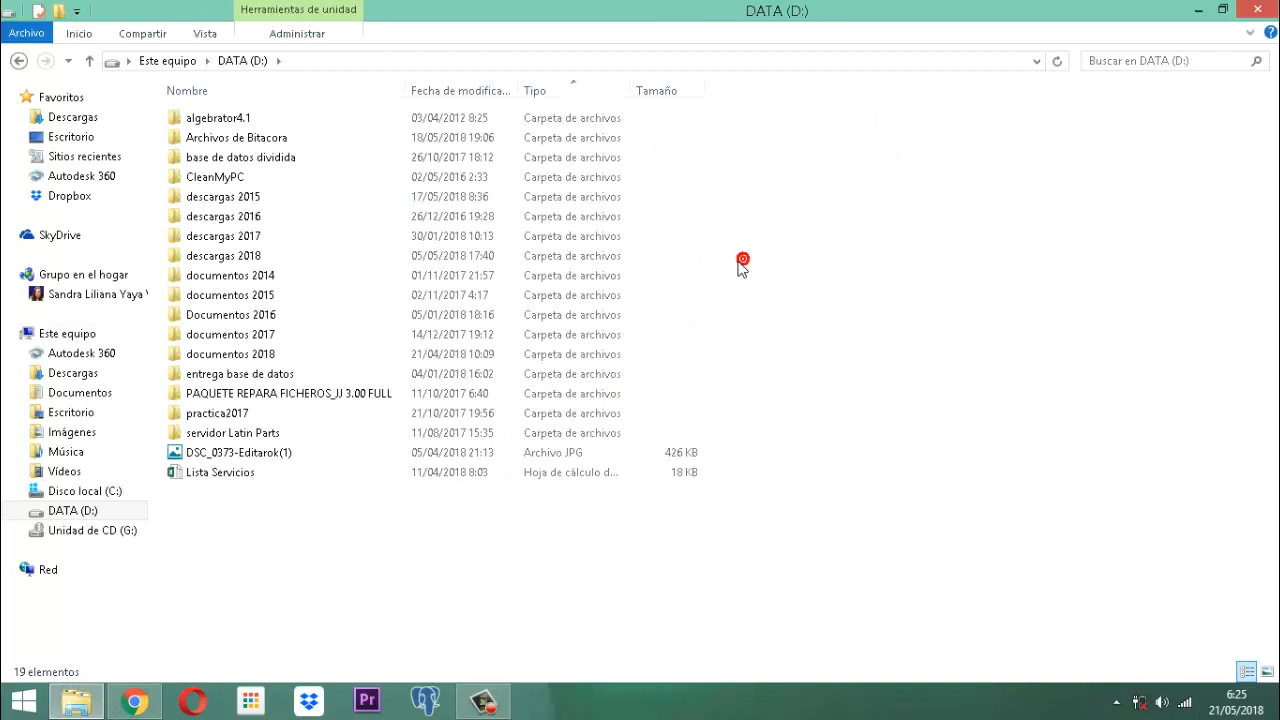 Herramientas de unidad
DATA (D:)
Archivo Inicio Compartir Vista Administrar
Este equipo DATA (D:)
Buscar en DATA (D:)
Nombre Fecha de modifica... Tipo Tamaño
algebrator4.1 03/04/2012 8:25 Carpeta de archivos
Archivos de Bitacora 18/05/2018 19:06 Carpeta de archivos
base de datos dividida 26/10/2017 18:12 Carpeta de archivos
CleanMyPC 02/05/2016 2:33 Carpeta de archivos
descargas 2015 17/05/2018 8:36 Carpeta de archivos
descargas 2016 26/12/2016 19:28 Carpeta de archivos
descargas 2017 30/01/2018 10:13 Carpeta de archivos
descargas 2018 05/05/2018 17:40 Carpeta de archivos
documentos 2014 01/11/2017 21:57 Carpeta de archivos
documentos 2015 02/11/2017 4:17 Carpeta de archivos
Documentos 2016 05/01/2018 18:16 Carpeta de archivos
documentos 2017 14/12/2017 19:12 Carpeta de archivos
documentos 2018 21/04/2018 10:09 Carpeta de archivos
entrega base de datos 04/01/2018 16:02 Carpeta de archivos
PAQUETE REPARA FICHEROS_JJ 3.00 FULL 11/10/2017 6:40 Carpeta de archivos
practica2017 21/10/2017 19:56 Carpeta de archivos
servidor Latin Parts 11/08/2017 15:35 Carpeta de archivos
DSC_0373-Editarok(1) 05/04/2018 21:13 Archivo JPG 426 KB
Lista Servicios 11/04/2018 8:03 Hoja de cálculo d... 18 KB
Favoritos
Descargas
Escritorio
Sitios recientes
Autodesk 360
Dropbox
SkyDrive
Grupo en el hogar
Sandra Liliana Yaya
Este equipo
Autodesk 360
Descargas
Documentos
Escritorio
Imágenes
Música
Vídeos
Disco local (C:)
DATA (D:)
Unidad de CD (G:)
Red
19 elementos
Pr
6:25
21/05/2018